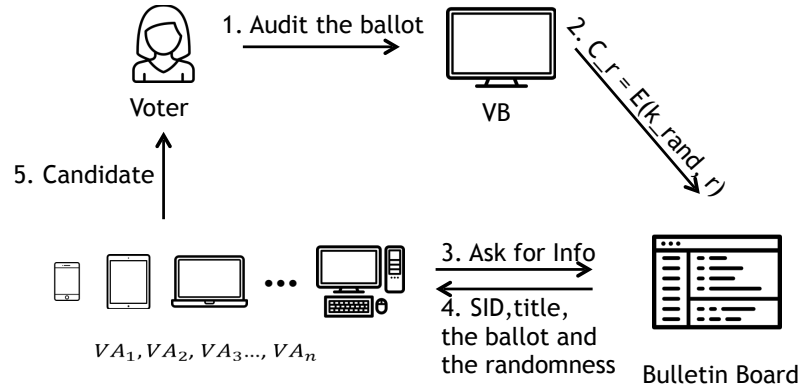 1. Audit the ballot
2. C_r = E(k_rand, r)
Voter
VB
5. Candidate
3. Ask for Info
4. SID,title,
the ballot and
the randomness
VA₁, VA₂, VA₃..., VAₙ
Bulletin Board